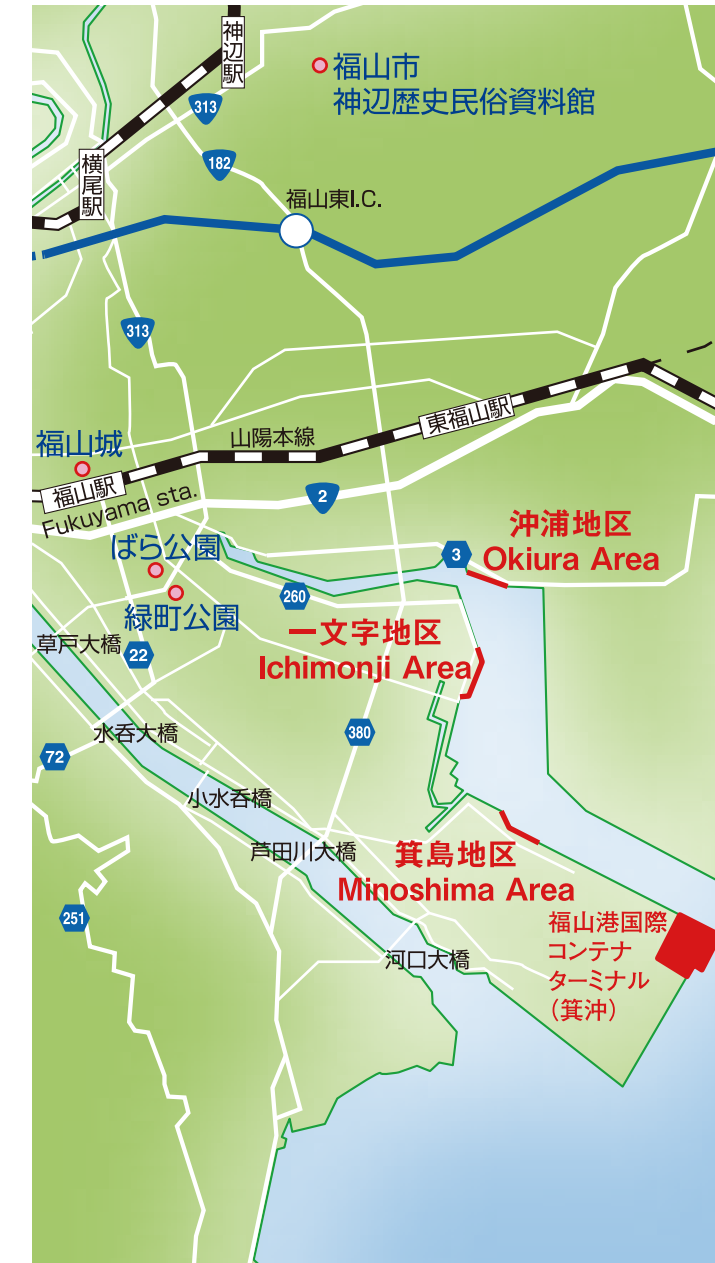 神辺駅
福山市
神辺歴史民俗資料館
313
横尾駅
182
福山東I.C.
313
東福山駅
山陽本線
福山城
福山駅
Fukuyama sta.
2
沖浦地区
Okiura Area
3
ばら公園
260
緑町公園
一文字地区
Ichimonji Area
草戸大橋
22
水呑大橋
380
72
小水呑橋
芦田川大橋
箕島地区
Minoshima Area
251
福山港国際
コンテナ
ターミナル
（箕沖）
河口大橋